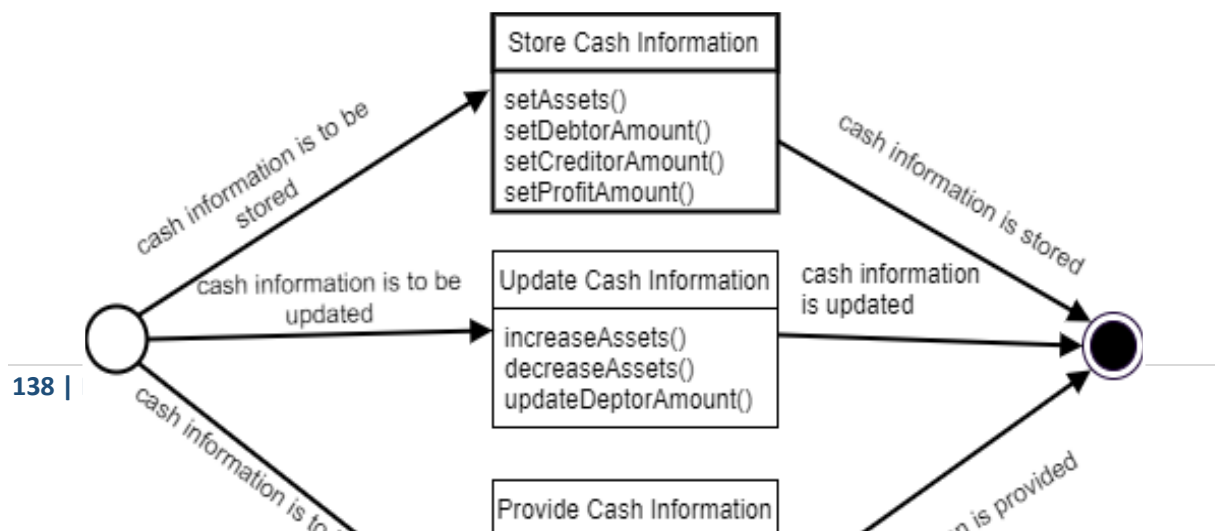 Store Cash Information
setAssets()
setDebtorAmount()
setCreditorAmount()
setProfitAmount()
cash information is to be
stored
cash information is stored
cash information is to be
updated
Update Cash Information
increaseAssets()
decreaseAssets()
updateDeptorAmount()
cash information
is updated
138 |
cash information is to
Provide Cash Information
is provided